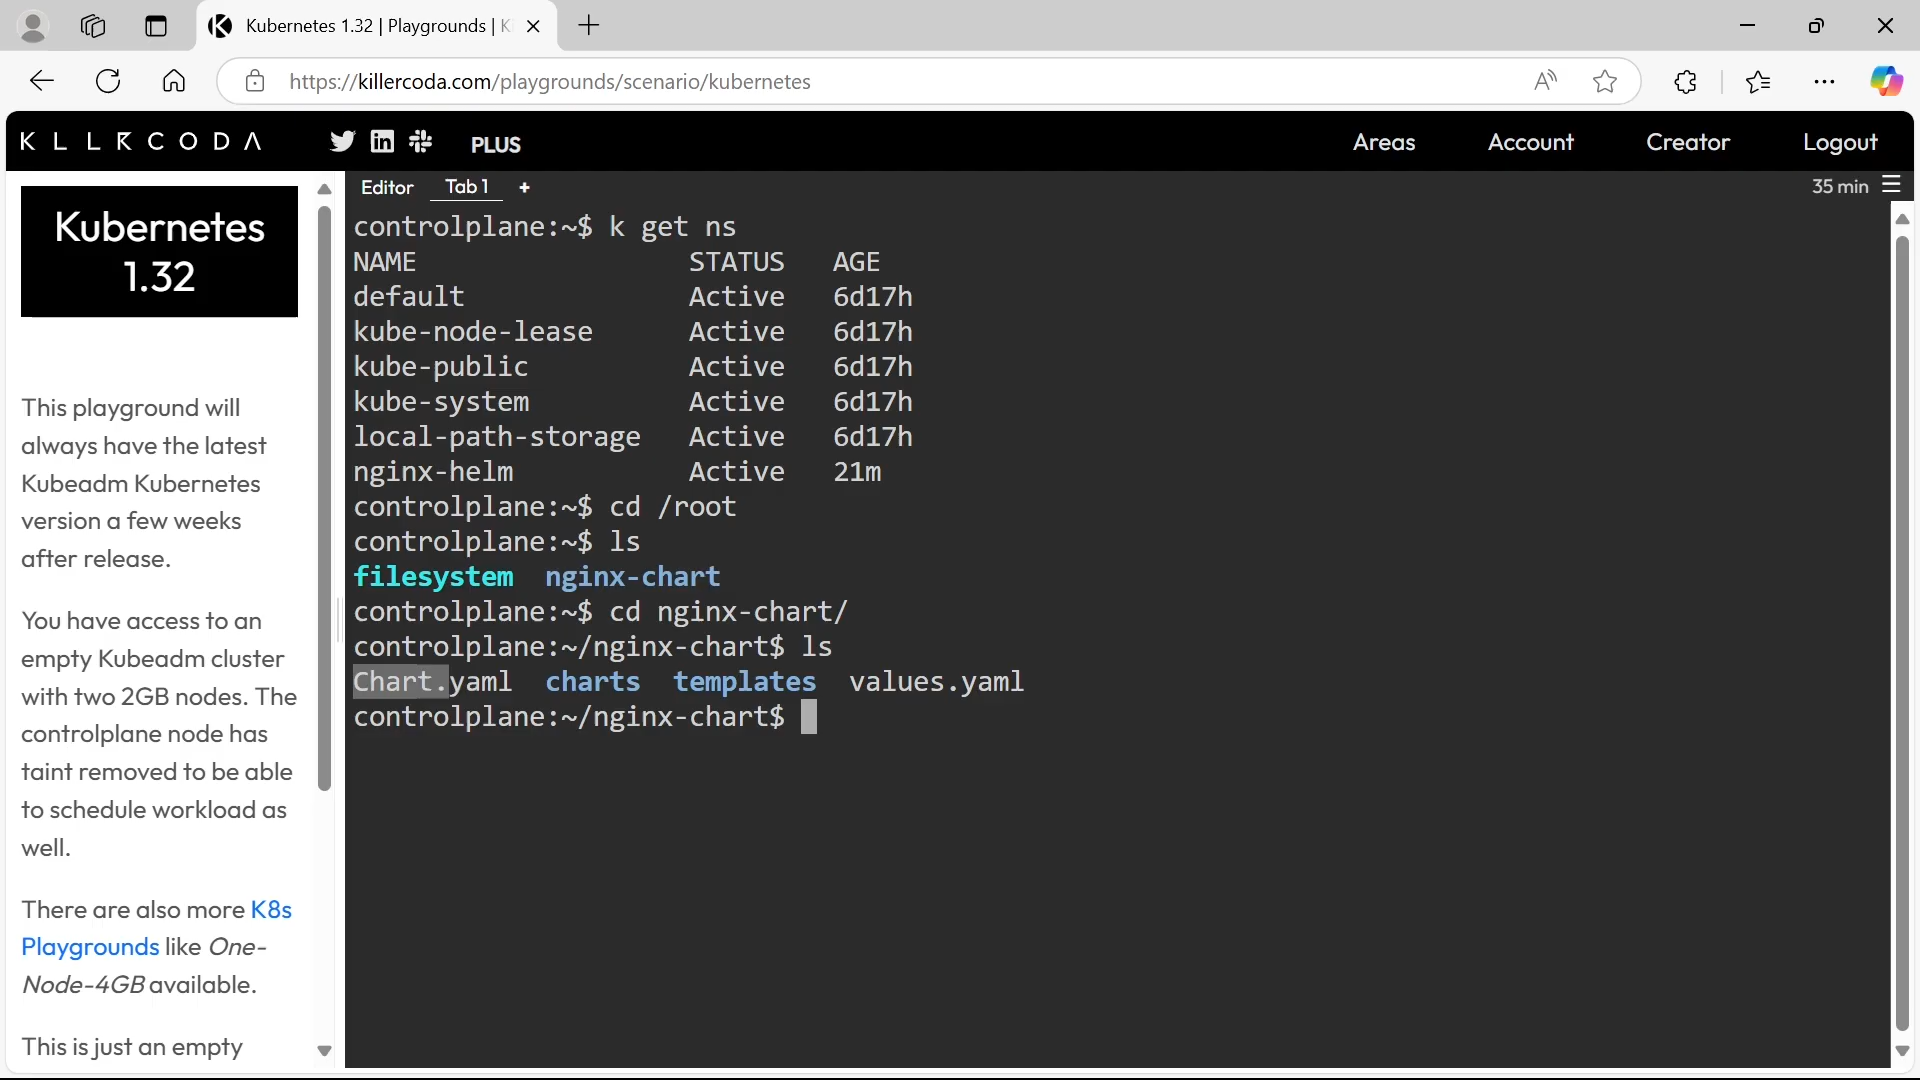 Kubernetes 1.32 | Playgrounds | K
https://killercoda.com/playgrounds/scenario/kubernetes
KLLRCODA
PLUS
Areas
Account
Creator
Logout
Kubernetes
1.32
This playground will
always have the latest
Kubeadm Kubernetes
version a few weeks
after release.
You have access to an
empty Kubeadm cluster
with two 2GB nodes. The
controlplane node has
taint removed to be able
to schedule workload as
well.
There are also more K8s
Playgrounds like One-
Node-4GB available.
This is just an empty
Editor
Tab 1
+
35 min
controlplane:~$ k get ns
NAME STATUS AGE
default Active 6d17h
kube-node-lease Active 6d17h
kube-public Active 6d17h
kube-system Active 6d17h
local-path-storage Active 6d17h
nginx-helm Active 21m
controlplane:~$ cd /root
controlplane:~$ ls
filesystem nginx-chart
controlplane:~$ cd nginx-chart/
controlplane:~/nginx-chart$ ls
Chart.yaml charts templates values.yaml
controlplane:~/nginx-chart$